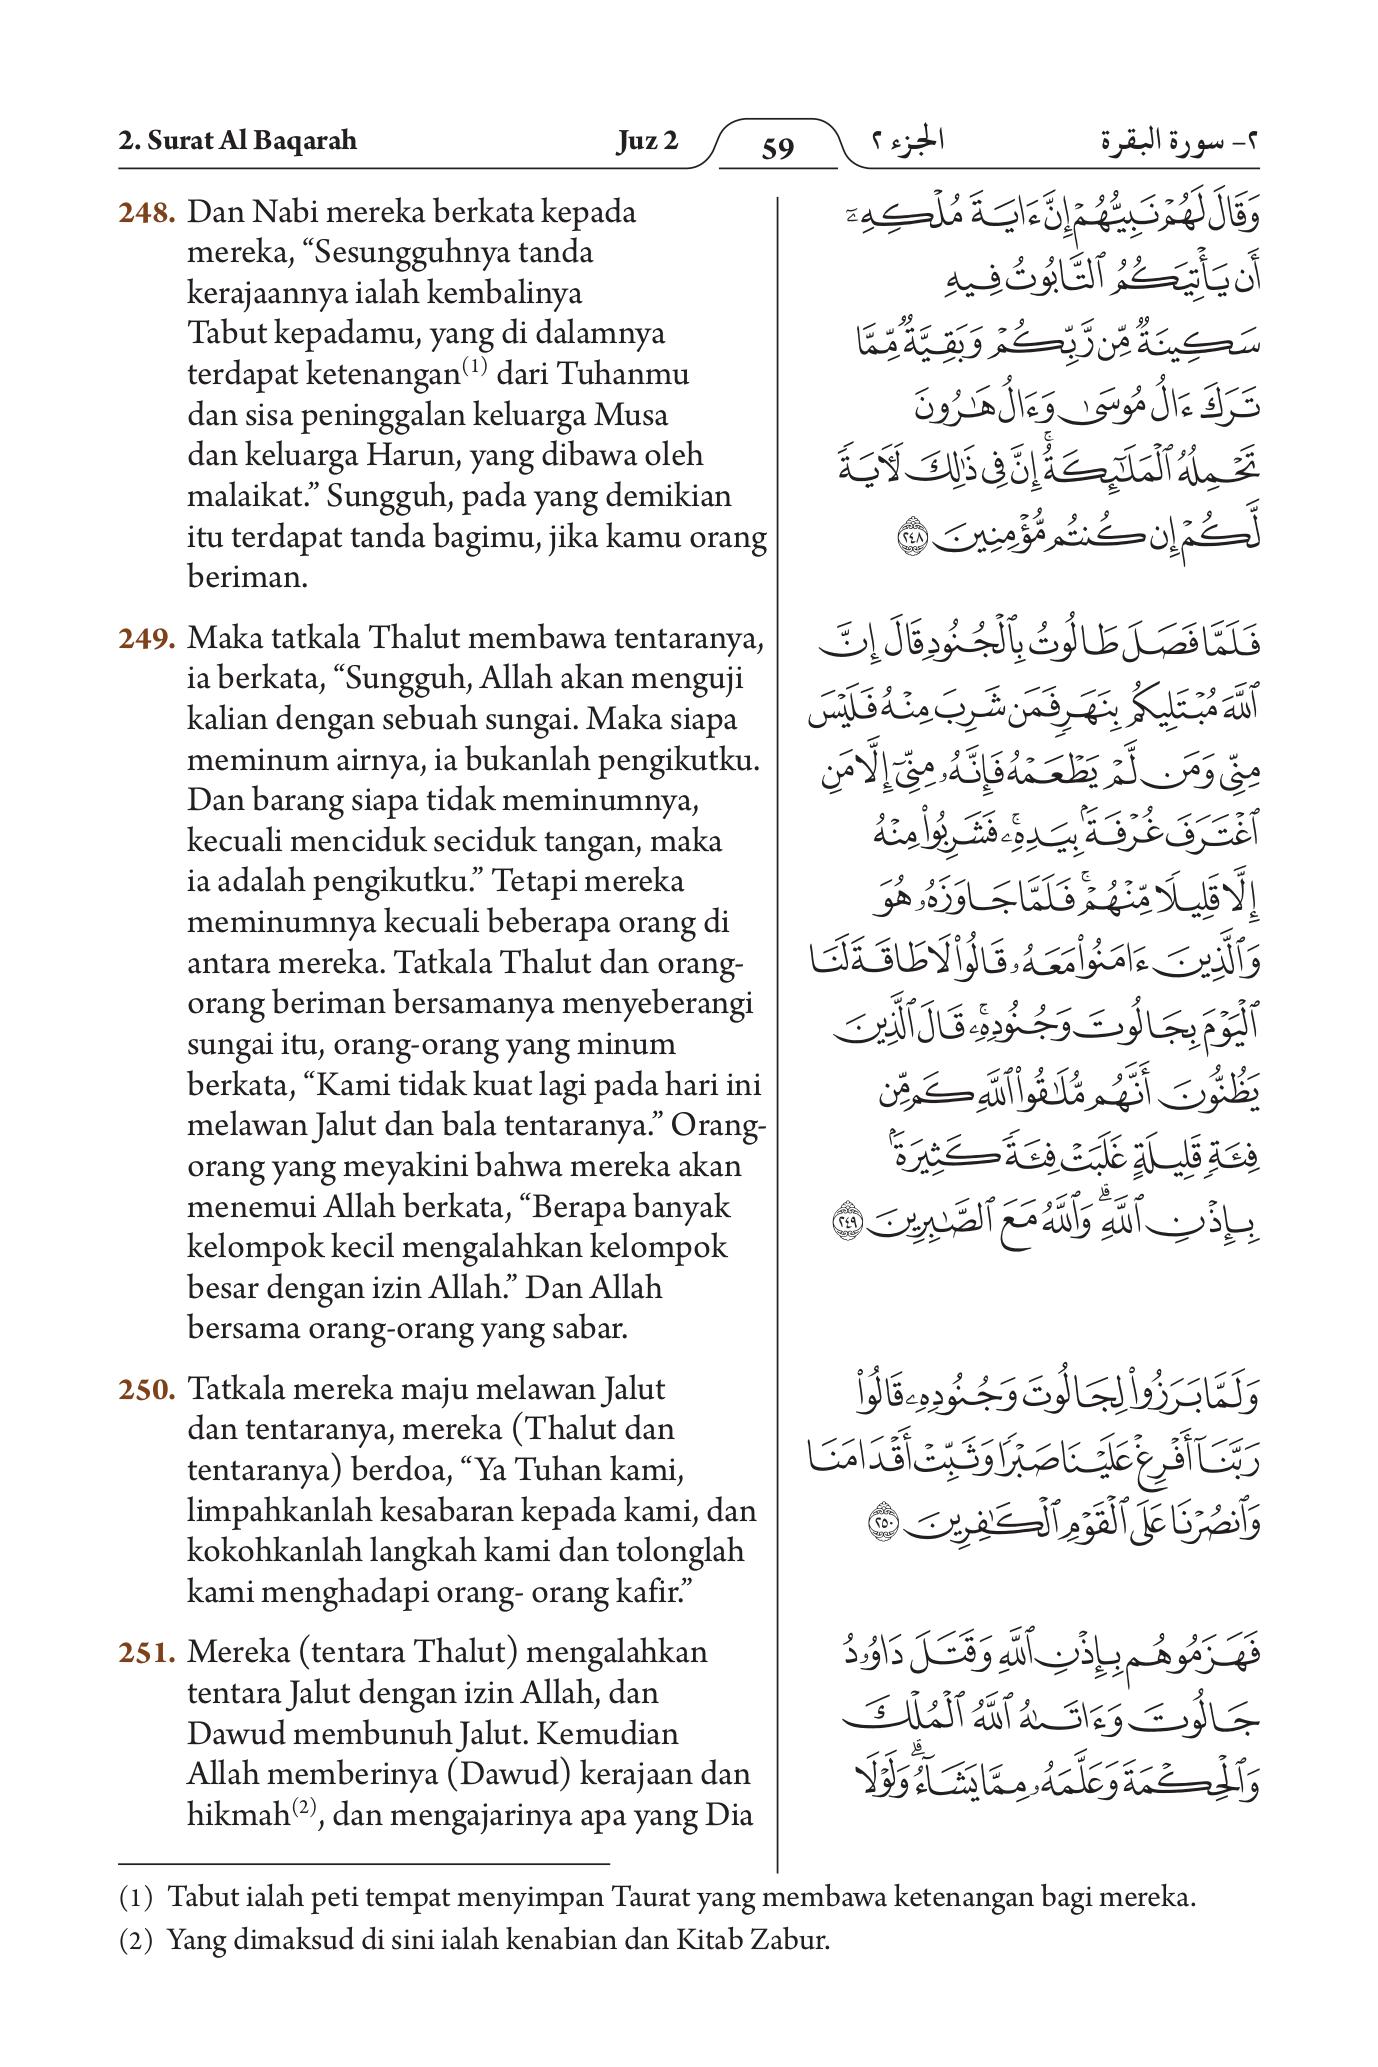 2. Surat Al Baqarah
Juz 2
59
الجزء ٢
٢- سورة البقرة
248. Dan Nabi mereka berkata kepada
mereka, “Sesungguhnya tanda
kerajaannya ialah kembalinya
Tabut kepadamu, yang di dalamnya
terdapat ketenangan(1) dari Tuhanmu
dan sisa peninggalan keluarga Musa
dan keluarga Harun, yang dibawa oleh
malaikat.” Sungguh, pada yang demikian
itu terdapat tanda bagimu, jika kamu orang
beriman.
وَقَالَ لَهُمْ نَبِيُّهُمْ إِنَّ ءَايَةَ مُلْكِهِۦٓ
أَن يَأْتِيَكُمُ ٱلتَّابُوتُ فِيهِ
سَكِينَةٌ مِّن رَّبِّكُمْ وَبَقِيَّةٌ مِّمَّا
تَرَكَ ءَالُ مُوسَىٰ وَءَالُ هَـٰرُونَ
تَحْمِلُهُ ٱلْمَلَـٰٓئِكَةُ ۚ إِنَّ فِى ذَٰلِكَ لَـَٔايَةً
لَّكُمْ إِن كُنتُم مُّؤْمِنِينَ ٢٤٨
249. Maka tatkala Thalut membawa tentaranya,
ia berkata, “Sungguh, Allah akan menguji
kalian dengan sebuah sungai. Maka siapa
meminum airnya, ia bukanlah pengikutku.
Dan barang siapa tidak meminumnya,
kecuali menciduk seciduk tangan, maka
ia adalah pengikutku.” Tetapi mereka
meminumnya kecuali beberapa orang di
antara mereka. Tatkala Thalut dan orang-
orang beriman bersamanya menyeberangi
sungai itu, orang-orang yang minum
berkata, “Kami tidak kuat lagi pada hari ini
melawan Jalut dan bala tentaranya.” Orang-
orang yang meyakini bahwa mereka akan
menemui Allah berkata, “Berapa banyak
kelompok kecil mengalahkan kelompok
besar dengan izin Allah.” Dan Allah
bersama orang-orang yang sabar.
فَلَمَّا فَصَلَ طَالُوتُ بِٱلْجُنُودِ قَالَ إِنَّ
ٱللَّهَ مُبْتَلِيكُم بِنَهَرٍ فَمَن شَرِبَ مِنْهُ فَلَيْسَ
مِنِّى وَمَن لَّمْ يَطْعَمْهُ فَإِنَّهُۥ مِنِّىٓ إِلَّا مَنِ
ٱغْتَرَفَ غُرْفَةًۢ بِيَدِهِۦ ۚ فَشَرِبُوا۟ مِنْهُ
إِلَّا قَلِيلًا مِّنْهُمْ ۚ فَلَمَّا جَاوَزَهُۥ هُوَ
وَٱلَّذِينَ ءَامَنُوا۟ مَعَهُۥ قَالُوا۟ لَا طَاقَةَ لَنَا
ٱلْيَوْمَ بِجَالُوتَ وَجُنُودِهِۦ ۚ قَالَ ٱلَّذِينَ
يَظُنُّونَ أَنَّهُم مُّلَـٰقُوا۟ ٱللَّهِ كَم مِّن
فِئَةٍ قَلِيلَةٍ غَلَبَتْ فِئَةً كَثِيرَةًۢ
بِإِذْنِ ٱللَّهِ ۗ وَٱللَّهُ مَعَ ٱلصَّـٰبِرِينَ ٢٤٩
250. Tatkala mereka maju melawan Jalut
dan tentaranya, mereka (Thalut dan
tentaranya) berdoa, “Ya Tuhan kami,
limpahkanlah kesabaran kepada kami, dan
kokohkanlah langkah kami dan tolonglah
kami menghadapi orang- orang kafir.”
وَلَمَّا بَرَزُوا۟ لِجَالُوتَ وَجُنُودِهِۦ قَالُوا۟
رَبَّنَآ أَفْرِغْ عَلَيْنَا صَبْرًا وَثَبِّتْ أَقْدَامَنَا
وَٱنصُرْنَا عَلَى ٱلْقَوْمِ ٱلْكَـٰفِرِينَ ٢٥٠
251. Mereka (tentara Thalut) mengalahkan
tentara Jalut dengan izin Allah, dan
Dawud membunuh Jalut. Kemudian
Allah memberinya (Dawud) kerajaan dan
hikmah(2), dan mengajarinya apa yang Dia
فَهَزَمُوهُم بِإِذْنِ ٱللَّهِ وَقَتَلَ دَاوُۥدُ
جَالُوتَ وَءَاتَىٰهُ ٱللَّهُ ٱلْمُلْكَ
وَٱلْحِكْمَةَ وَعَلَّمَهُۥ مِمَّا يَشَآءُ ۗ وَلَوْلَا
(1) Tabut ialah peti tempat menyimpan Taurat yang membawa ketenangan bagi mereka.
(2) Yang dimaksud di sini ialah kenabian dan Kitab Zabur.